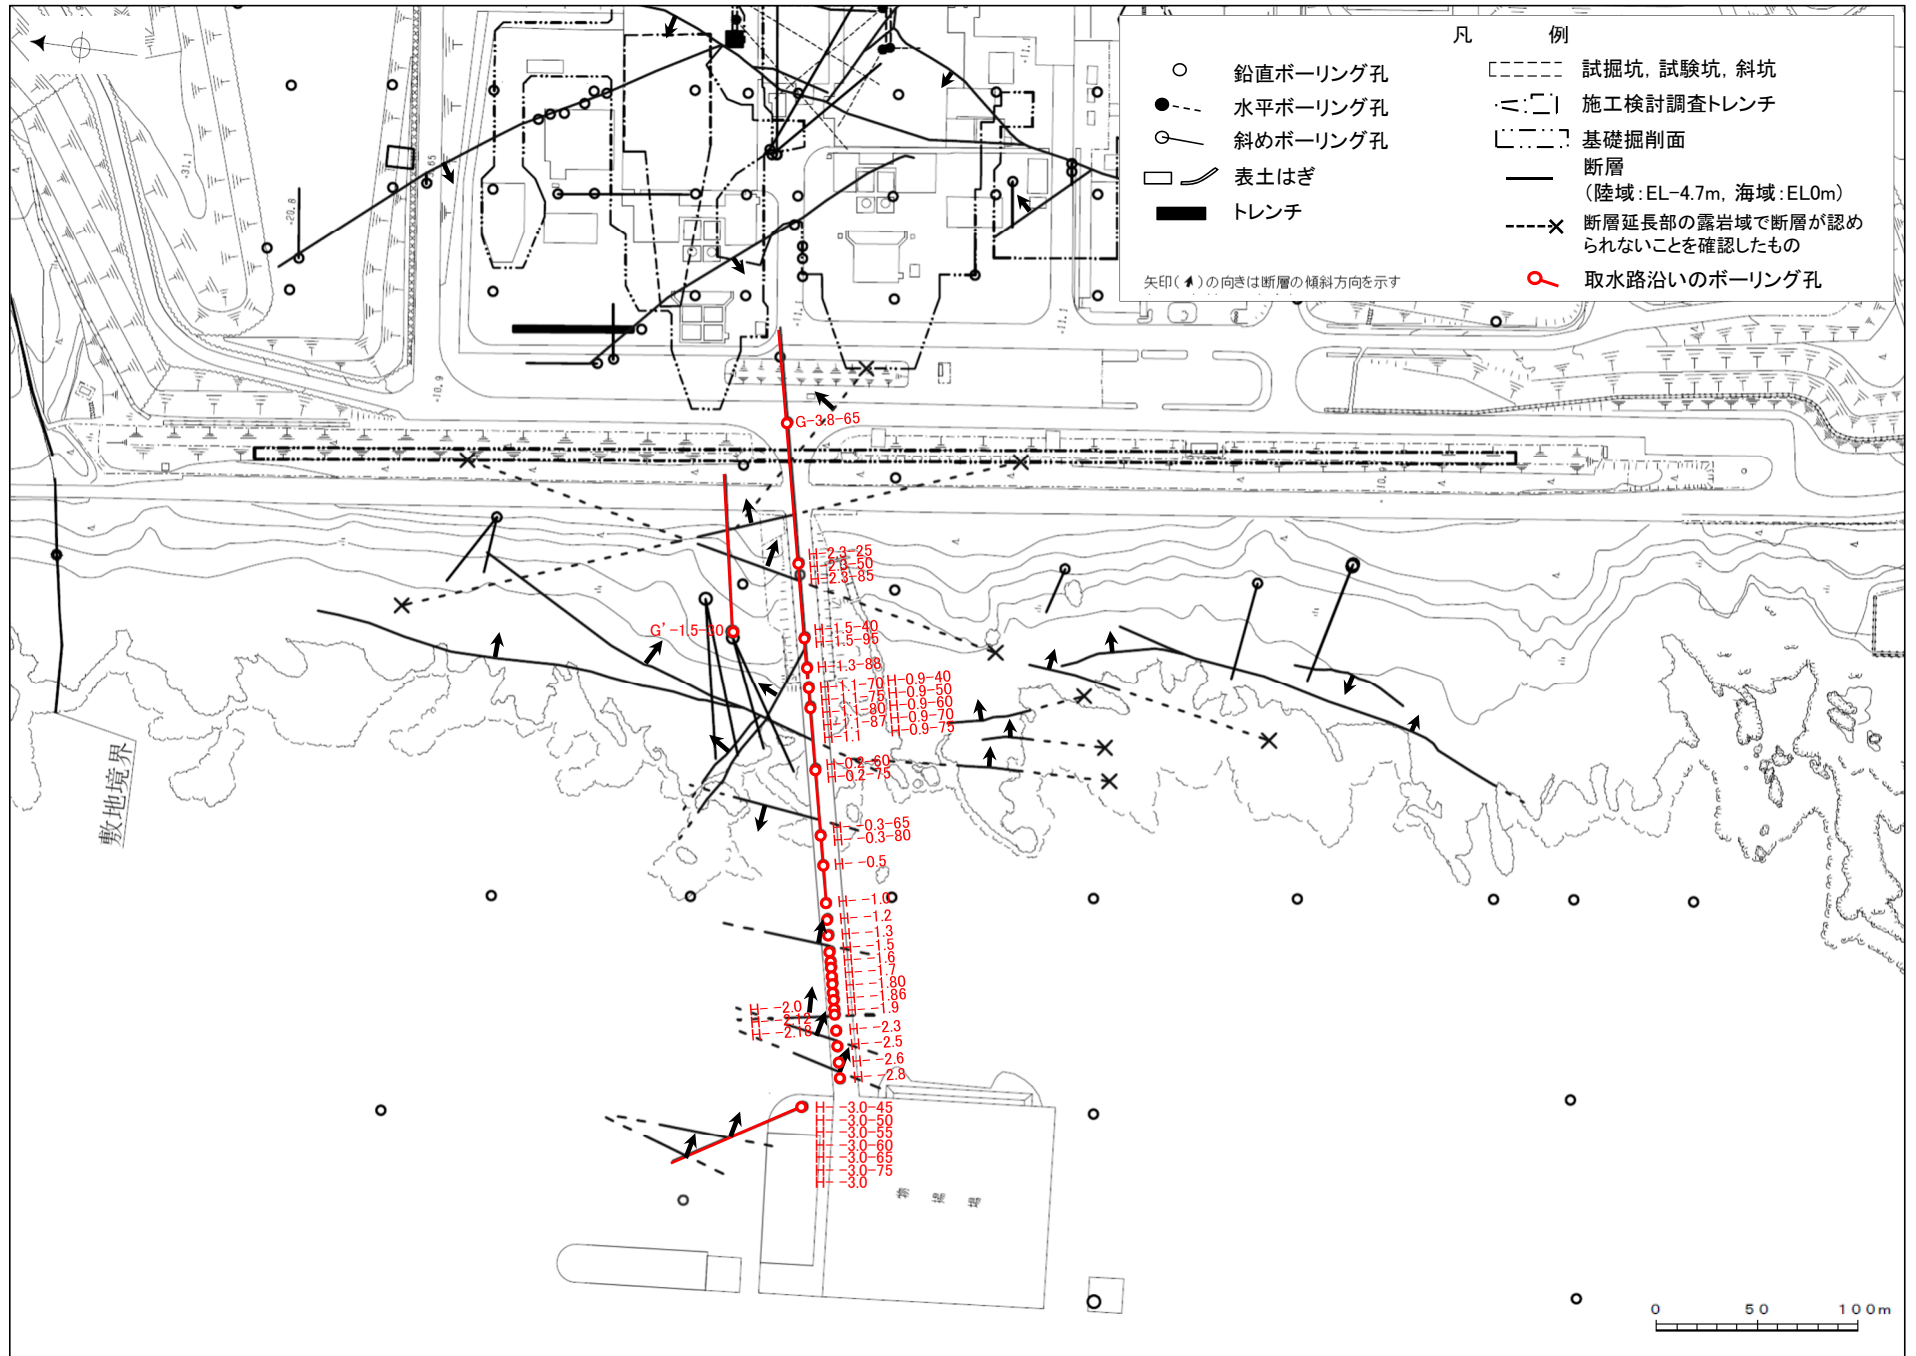 凡 例
鉛直ボーリング孔
水平ボーリング孔
斜めボーリング孔
表土はぎ
トレンチ
矢印( )の向きは断層の傾斜方向を示す
試掘坑, 試験坑, 斜坑
施工検討調査トレンチ
基礎掘削面
断層
(陸域:EL-4.7m, 海域:EL0m)
断層延長部の露岩域で断層が認め
られないことを確認したもの
取水路沿いのボーリング孔
G-3.8-65
H-2.3-25
H-2.3-50
H-2.3-85
G'-1.5-30
H-1.5-40
H-1.5-95
H-1.3-88
H-1.1-70
H-1.1-75
H-1.1-80
H-1.1-87
H-1.1
H-0.9-40
H-0.9-50
H-0.9-60
H-0.9-70
H-0.9-75
H-0.2-60
H-0.2-75
H- -0.3-65
H- -0.3-80
H- -0.5
H- -1.0
H- -1.2
H- -1.3
H- -1.5
H- -1.6
H- -1.7
H- -1.80
H- -1.86
H- -1.9
H- -2.0
H- -2.12
H- -2.18
H- -2.3
H- -2.5
H- -2.6
H- -2.8
H- -3.0-45
H- -3.0-50
H- -3.0-55
H- -3.0-60
H- -3.0-65
H- -3.0-75
H- -3.0
敷地境界
物 揚 場
0 50 100m